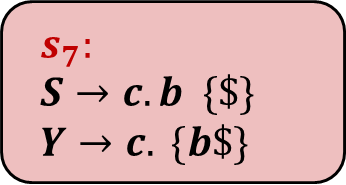 s₇:
S → c. b {$}
Y → c. {b$}